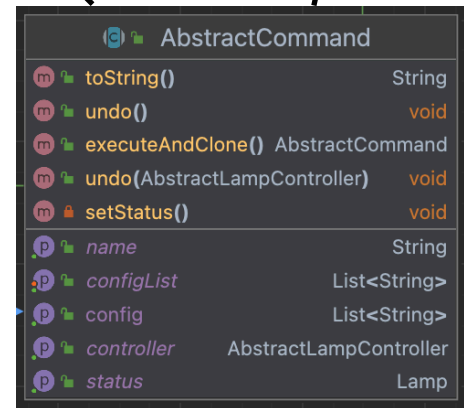 AbstractCommand
toString() String
undo() void
executeAndClone() AbstractCommand
undo(AbstractLampController) void
setStatus() void
name String
configList List<String>
config List<String>
controller AbstractLampController
status Lamp